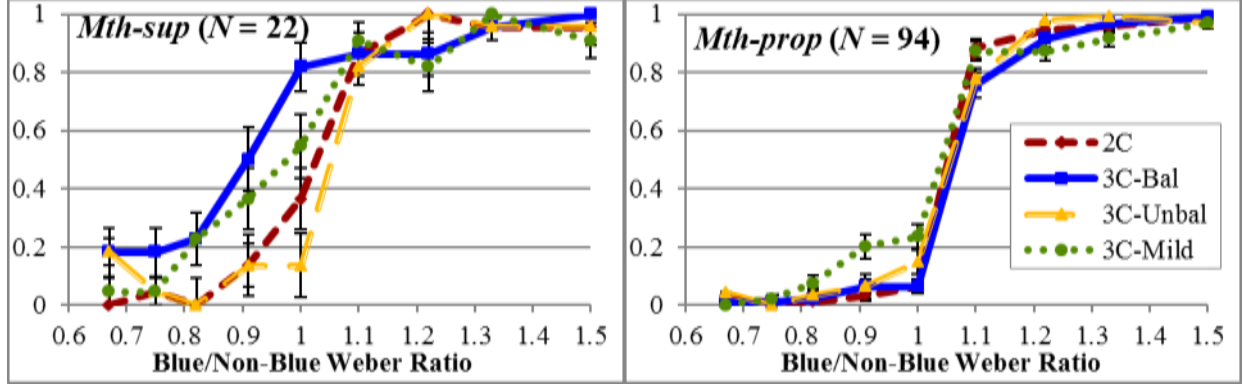 Mth-sup (N = 22)
1
0.8
0.6
0.4
0.2
0
0.6 0.7 0.8 0.9 1 1.1 1.2 1.3 1.4 1.5
Blue/Non-Blue Weber Ratio
Mth-prop (N = 94)
1
0.8
0.6
0.4
0.2
0
2C
3C-Bal
3C-Unbal
3C-Mild
0.6 0.7 0.8 0.9 1 1.1 1.2 1.3 1.4 1.5
Blue/Non-Blue Weber Ratio